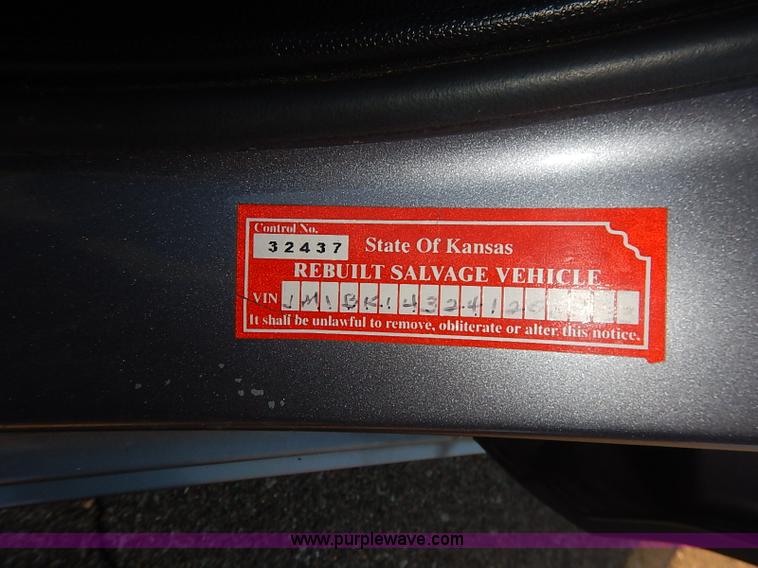 Control No.
32437
State Of Kansas
REBUILT SALVAGE VEHICLE
VIN
It shall be unlawful to remove, obliterate or alter this notice.
www.purplewave.com